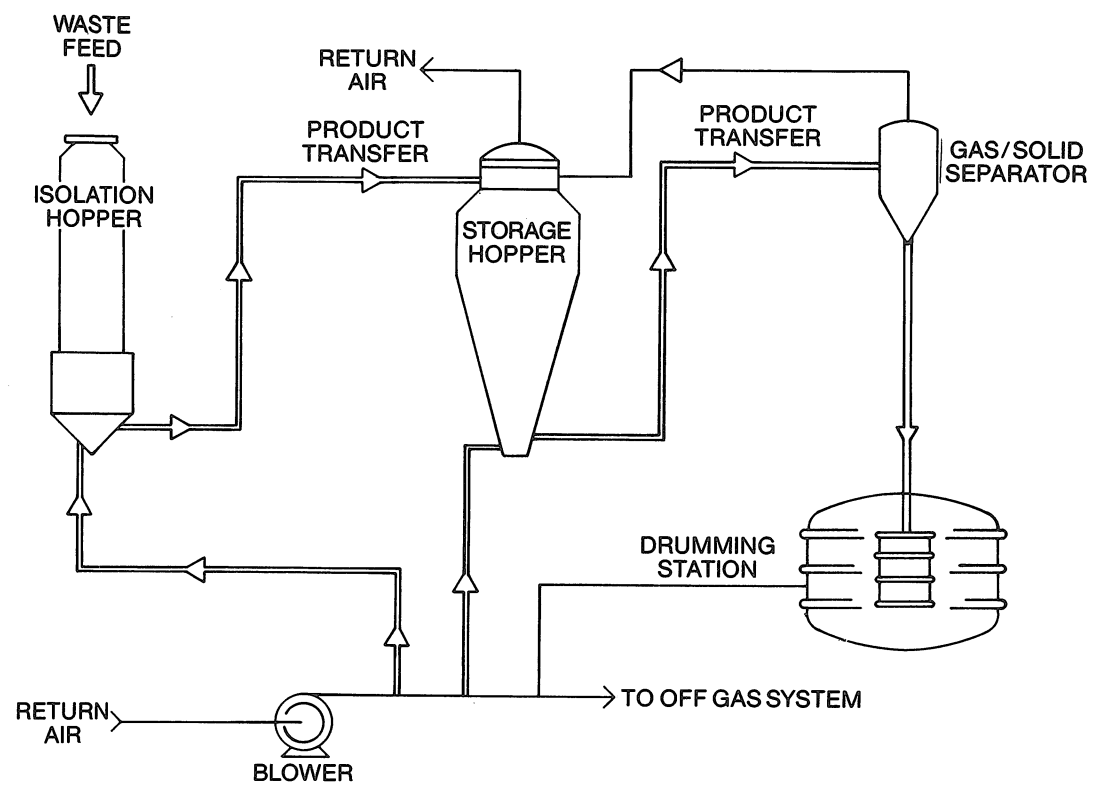 WASTE
FEED
RETURN
AIR
PRODUCT
TRANSFER
PRODUCT
TRANSFER
GAS/SOLID
SEPARATOR
ISOLATION
HOPPER
STORAGE
HOPPER
DRUMMING
STATION
TO OFF GAS SYSTEM
RETURN
AIR
BLOWER